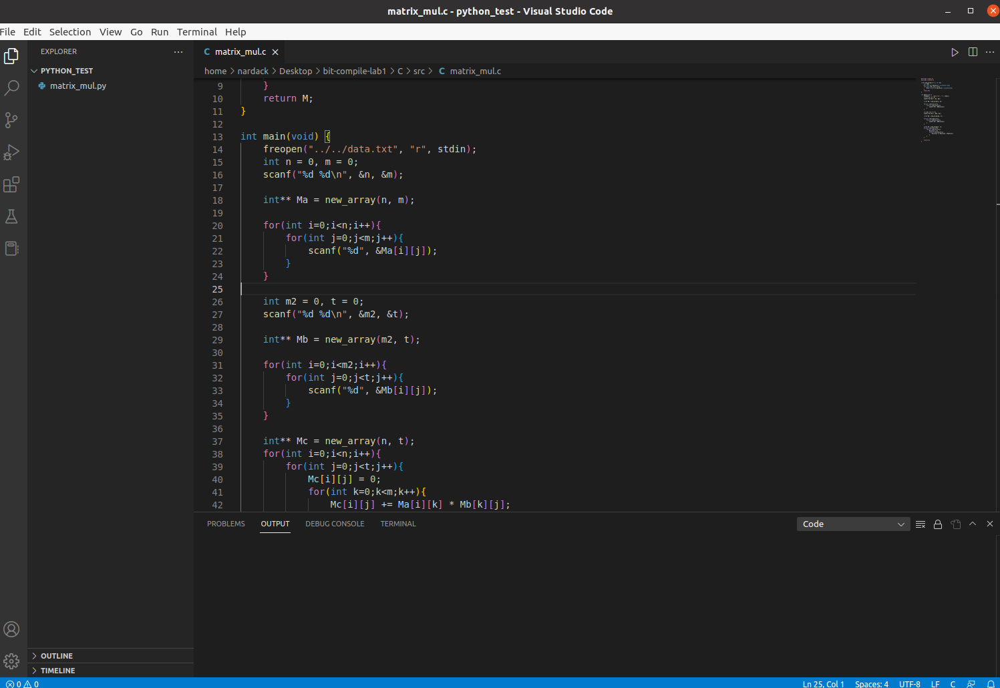 matrix_mul.c - python_test - Visual Studio Code
File Edit Selection View Go Run Terminal Help
EXPLORER
PYTHON_TEST
matrix_mul.py
OUTLINE
TIMELINE
C matrix_mul.c
home > nardack > Desktop > bit-compile-lab1 > C > src > C matrix_mul.c
9 }
10 return M;
11 }
12
13 int main(void) {
14 freopen("../../data.txt", "r", stdin);
15 int n = 0, m = 0;
16 scanf("%d %d\n", &n, &m);
17
18 int** Ma = new_array(n, m);
19
20 for(int i=0;i<n;i++){
21 for(int j=0;j<m;j++){
22 scanf("%d", &Ma[i][j]);
23 }
24 }
25
26 int m2 = 0, t = 0;
27 scanf("%d %d\n", &m2, &t);
28
29 int** Mb = new_array(m2, t);
30
31 for(int i=0;i<m2;i++){
32 for(int j=0;j<t;j++){
33 scanf("%d", &Mb[i][j]);
34 }
35 }
36
37 int** Mc = new_array(n, t);
38 for(int i=0;i<n;i++){
39 for(int j=0;j<t;j++){
40 Mc[i][j] = 0;
41 for(int k=0;k<m;k++){
42 Mc[i][j] += Ma[i][k] * Mb[k][j];
PROBLEMS OUTPUT DEBUG CONSOLE TERMINAL
Code
0 0
Ln 25, Col 1 Spaces: 4 UTF-8 LF C